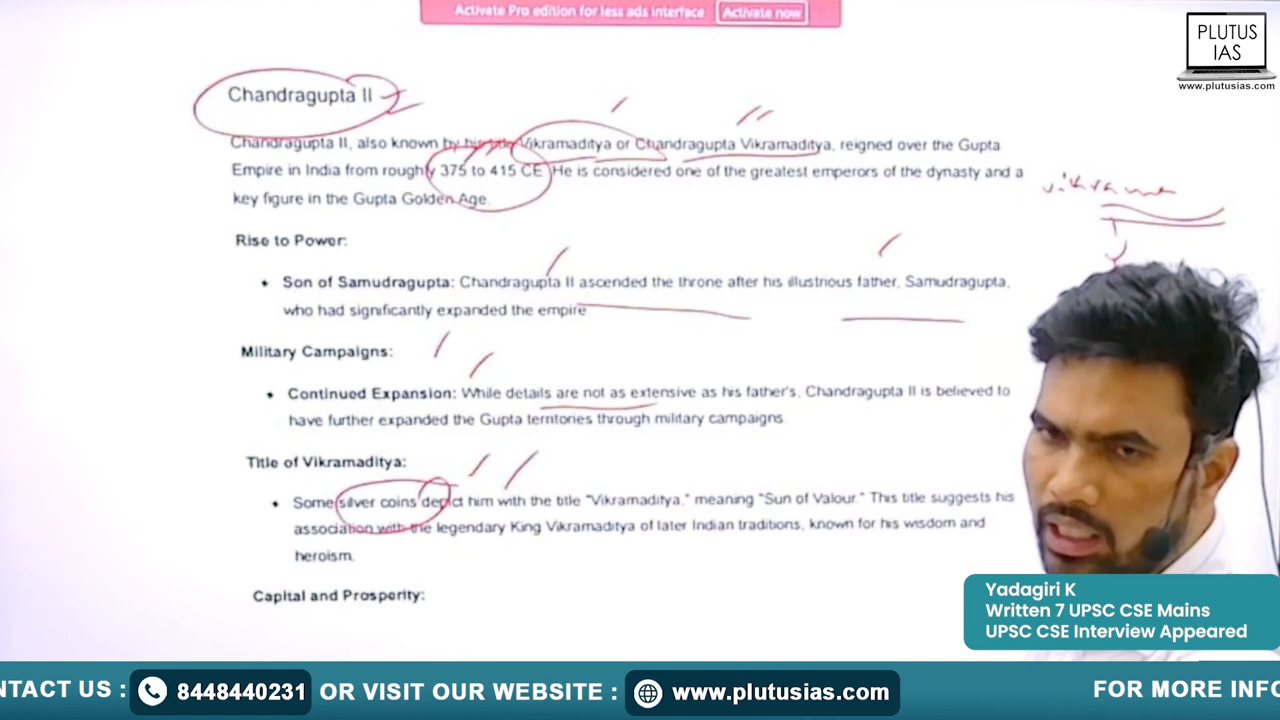 Activate Pro edition for less ads interface Activate now
PLUTUS
IAS
www.plutusias.com
Chandragupta II
Chandragupta II, also known by his title Vikramaditya or Chandragupta Vikramaditya, reigned over the Gupta
Empire in India from roughly 375 to 415 CE. He is considered one of the greatest emperors of the dynasty and a
key figure in the Gupta Golden Age.
Rise to Power:
• Son of Samudragupta: Chandragupta II ascended the throne after his illustrious father, Samudragupta,
who had significantly expanded the empire.
Military Campaigns:
• Continued Expansion: While details are not as extensive as his father's, Chandragupta II is believed to
have further expanded the Gupta territories through military campaigns.
Title of Vikramaditya:
• Some silver coins depict him with the title "Vikramaditya," meaning "Sun of Valour." This title suggests his
association with the legendary King Vikramaditya of later Indian traditions, known for his wisdom and
heroism.
Capital and Prosperity:
Yadagiri K
Written 7 UPSC CSE Mains
UPSC CSE Interview Appeared
NTACT US : 8448440231 OR VISIT OUR WEBSITE : www.plutusias.com FOR MORE INFO